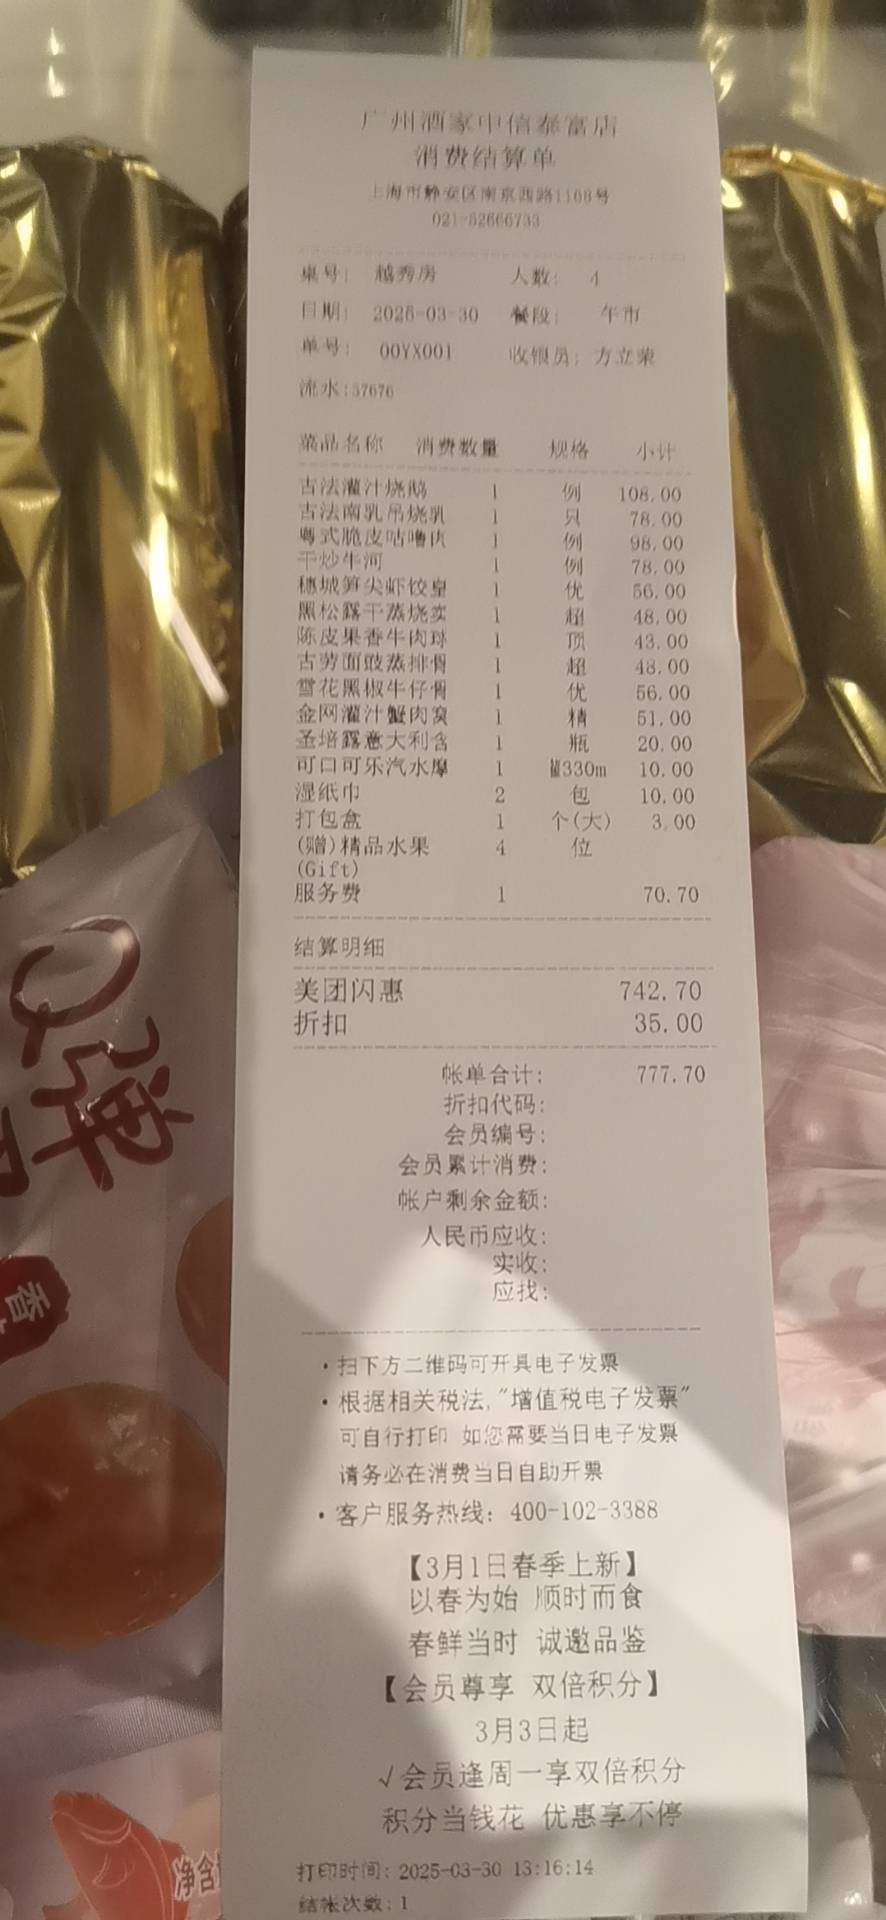 广州酒家中信泰富店
消费结算单
上海市静安区南京西路1168号
021-52666733
桌号: 越秀房 人数: 4
日期: 2025-03-30 餐段: 午市
单号: 00YX001 收银员: 方立荣
流水:37676
菜品名称 消费数量 规格 小计
古法灌汁烧鹅 1 例 108.00
古法南乳吊烧乳 1 只 78.00
粤式脆皮咕噜肉 1 例 98.00
干炒牛河 1 例 78.00
穗城笋尖虾饺皇 1 优 56.00
黑松露干蒸烧卖 1 超 48.00
陈皮果香牛肉球 1 顶 43.00
古劳面豉蒸排骨 1 超 48.00
雪花黑椒牛仔骨 1 优 56.00
金网灌汁蟹肉窝 1 精 51.00
圣培露意大利含 1 瓶 20.00
可口可乐汽水摩 1 罐330m 10.00
湿纸巾 2 包 10.00
打包盒 1 个(大) 3.00
(赠)精品水果 4 位
(Gift)
服务费 1 70.70
结算明细
美团闪惠 742.70
折扣 35.00
帐单合计: 777.70
折扣代码:
会员编号:
会员累计消费:
帐户剩余金额:
人民币应收:
实收:
应找:
·扫下方二维码可开具电子发票
·根据相关税法,"增值税电子发票"
可自行打印 如您需要当日电子发票
请务必在消费当日自助开票
·客户服务热线: 400-102-3388
【3月1日春季上新】
以春为始 顺时而食
春鲜当时 诚邀品鉴
【会员尊享 双倍积分】
3月3日起
√会员逢周一享双倍积分
积分当钱花 优惠享不停
打印时间: 2025-03-30 13:16:14
结帐次数:1
Q弹
香
净含